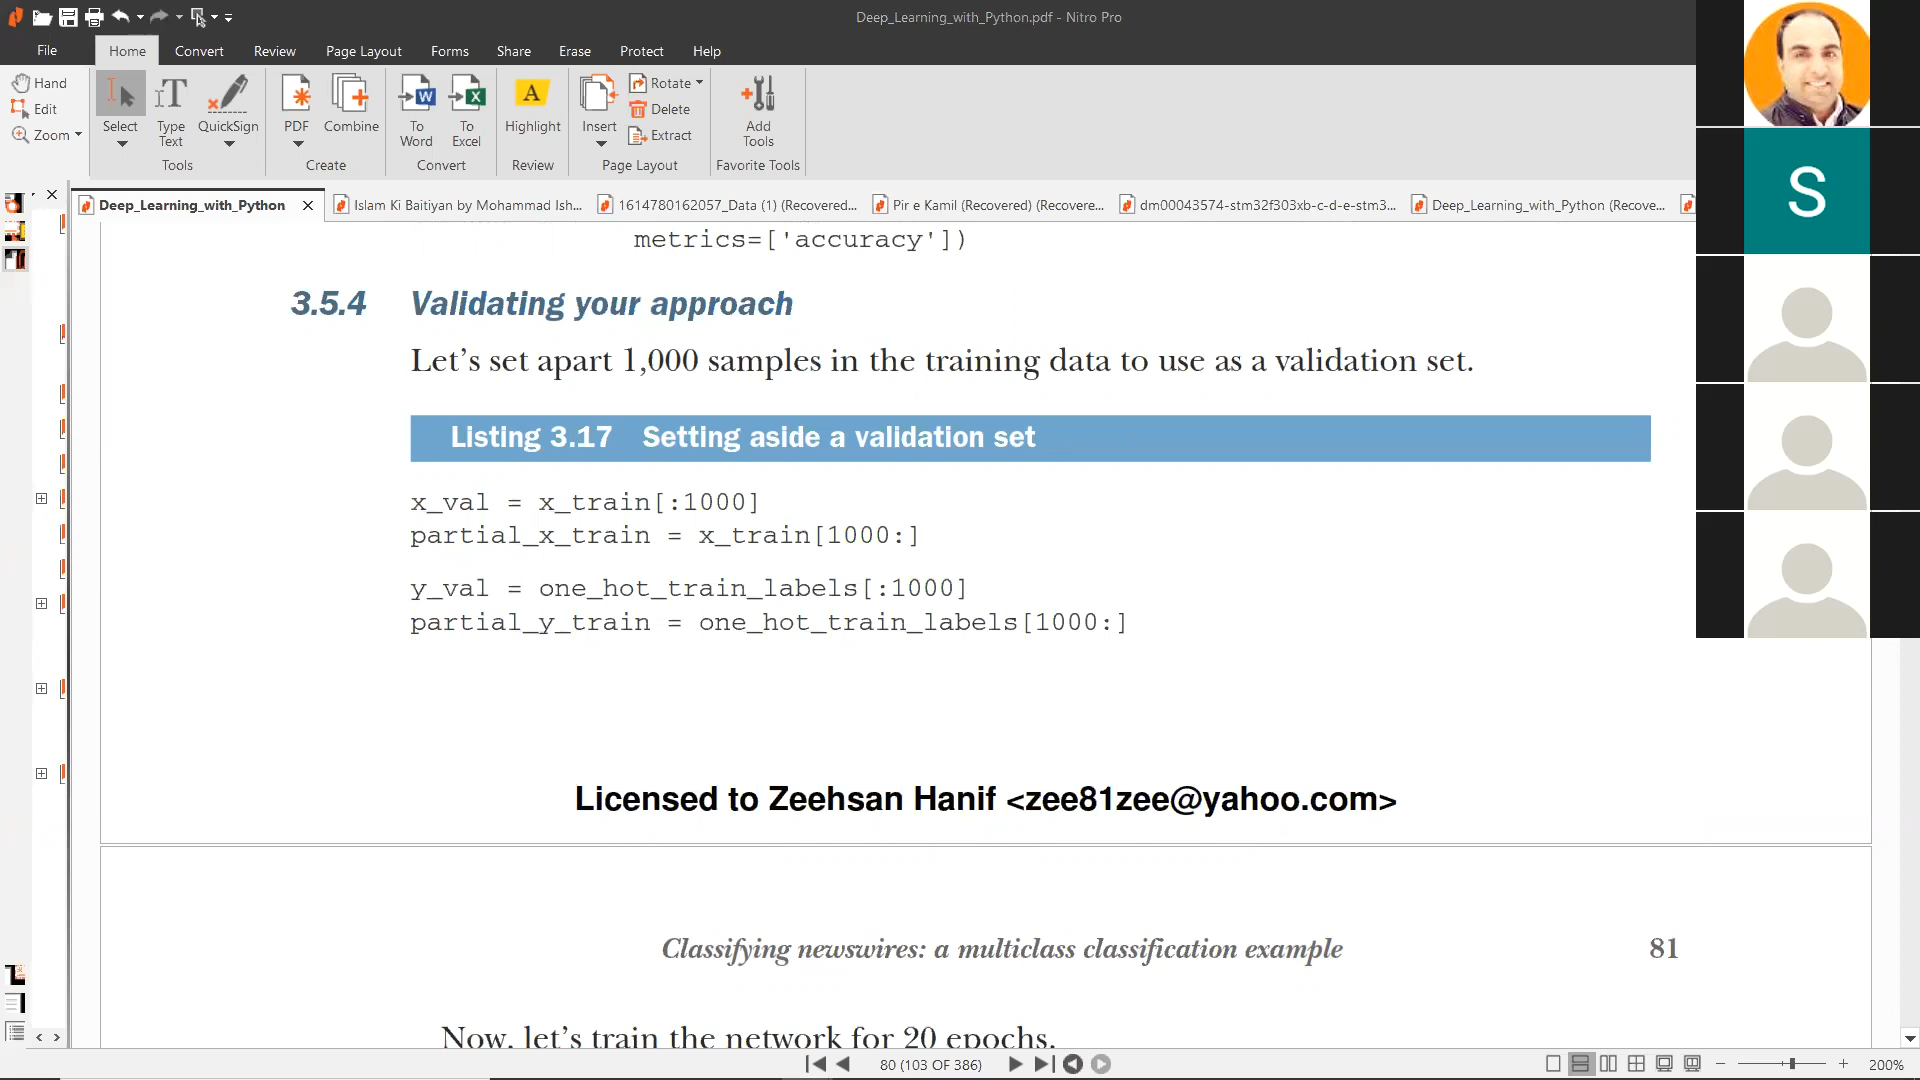 Deep_Learning_with_Python.pdf - Nitro Pro
File
Home
Convert
Review
Page Layout
Forms
Share
Erase
Protect
Help
Hand
Edit
Zoom
Select
Type Text
QuickSign
Tools
PDF
Combine
Create
To Word
To Excel
Convert
Highlight
Review
Insert
Rotate
Delete
Extract
Page Layout
Add Tools
Favorite Tools
Deep_Learning_with_Python
Islam Ki Baitiyan by Mohammad Ish...
1614780162057_Data (1) (Recovered...
Pir e Kamil (Recovered) (Recovere...
dm00043574-stm32f303xb-c-d-e-stm3...
Deep_Learning_with_Python (Recove...
S
metrics=['accuracy'])
3.5.4 Validating your approach
Let's set apart 1,000 samples in the training data to use as a validation set.
Listing 3.17 Setting aside a validation set
x_val = x_train[:1000]
partial_x_train = x_train[1000:]
y_val = one_hot_train_labels[:1000]
partial_y_train = one_hot_train_labels[1000:]
Licensed to Zeehsan Hanif <zee81zee@yahoo.com>
Classifying newswires: a multiclass classification example 81
Now, let's train the network for 20 epochs.
80 (103 OF 386)
200%